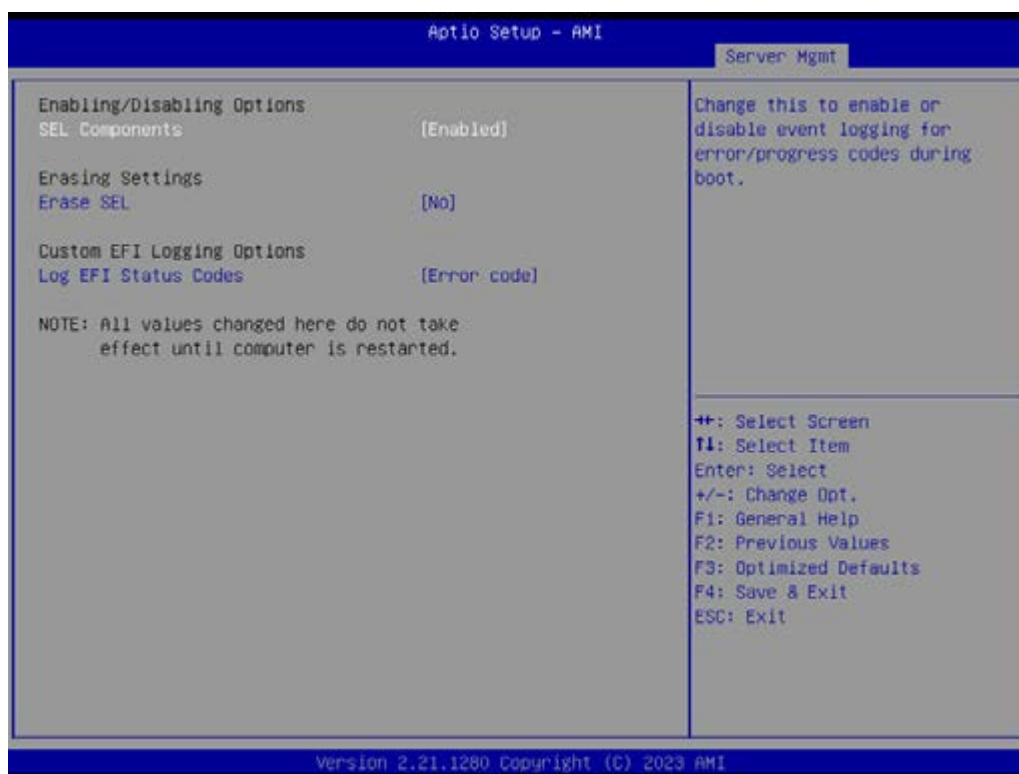 Aptio Setup – AMI
Server Mgmt
Enabling/Disabling Options
SEL Components [Enabled]
Erasing Settings
Erase SEL [No]
Custom EFI Logging Options
Log EFI Status Codes [Error code]
NOTE: All values changed here do not take
effect until computer is restarted.
Change this to enable or
disable event logging for
error/progress codes during
boot.
→←: Select Screen
↑↓: Select Item
Enter: Select
+/-: Change Opt.
F1: General Help
F2: Previous Values
F3: Optimized Defaults
F4: Save & Exit
ESC: Exit
Version 2.21.1280 Copyright (C) 2023 AMI